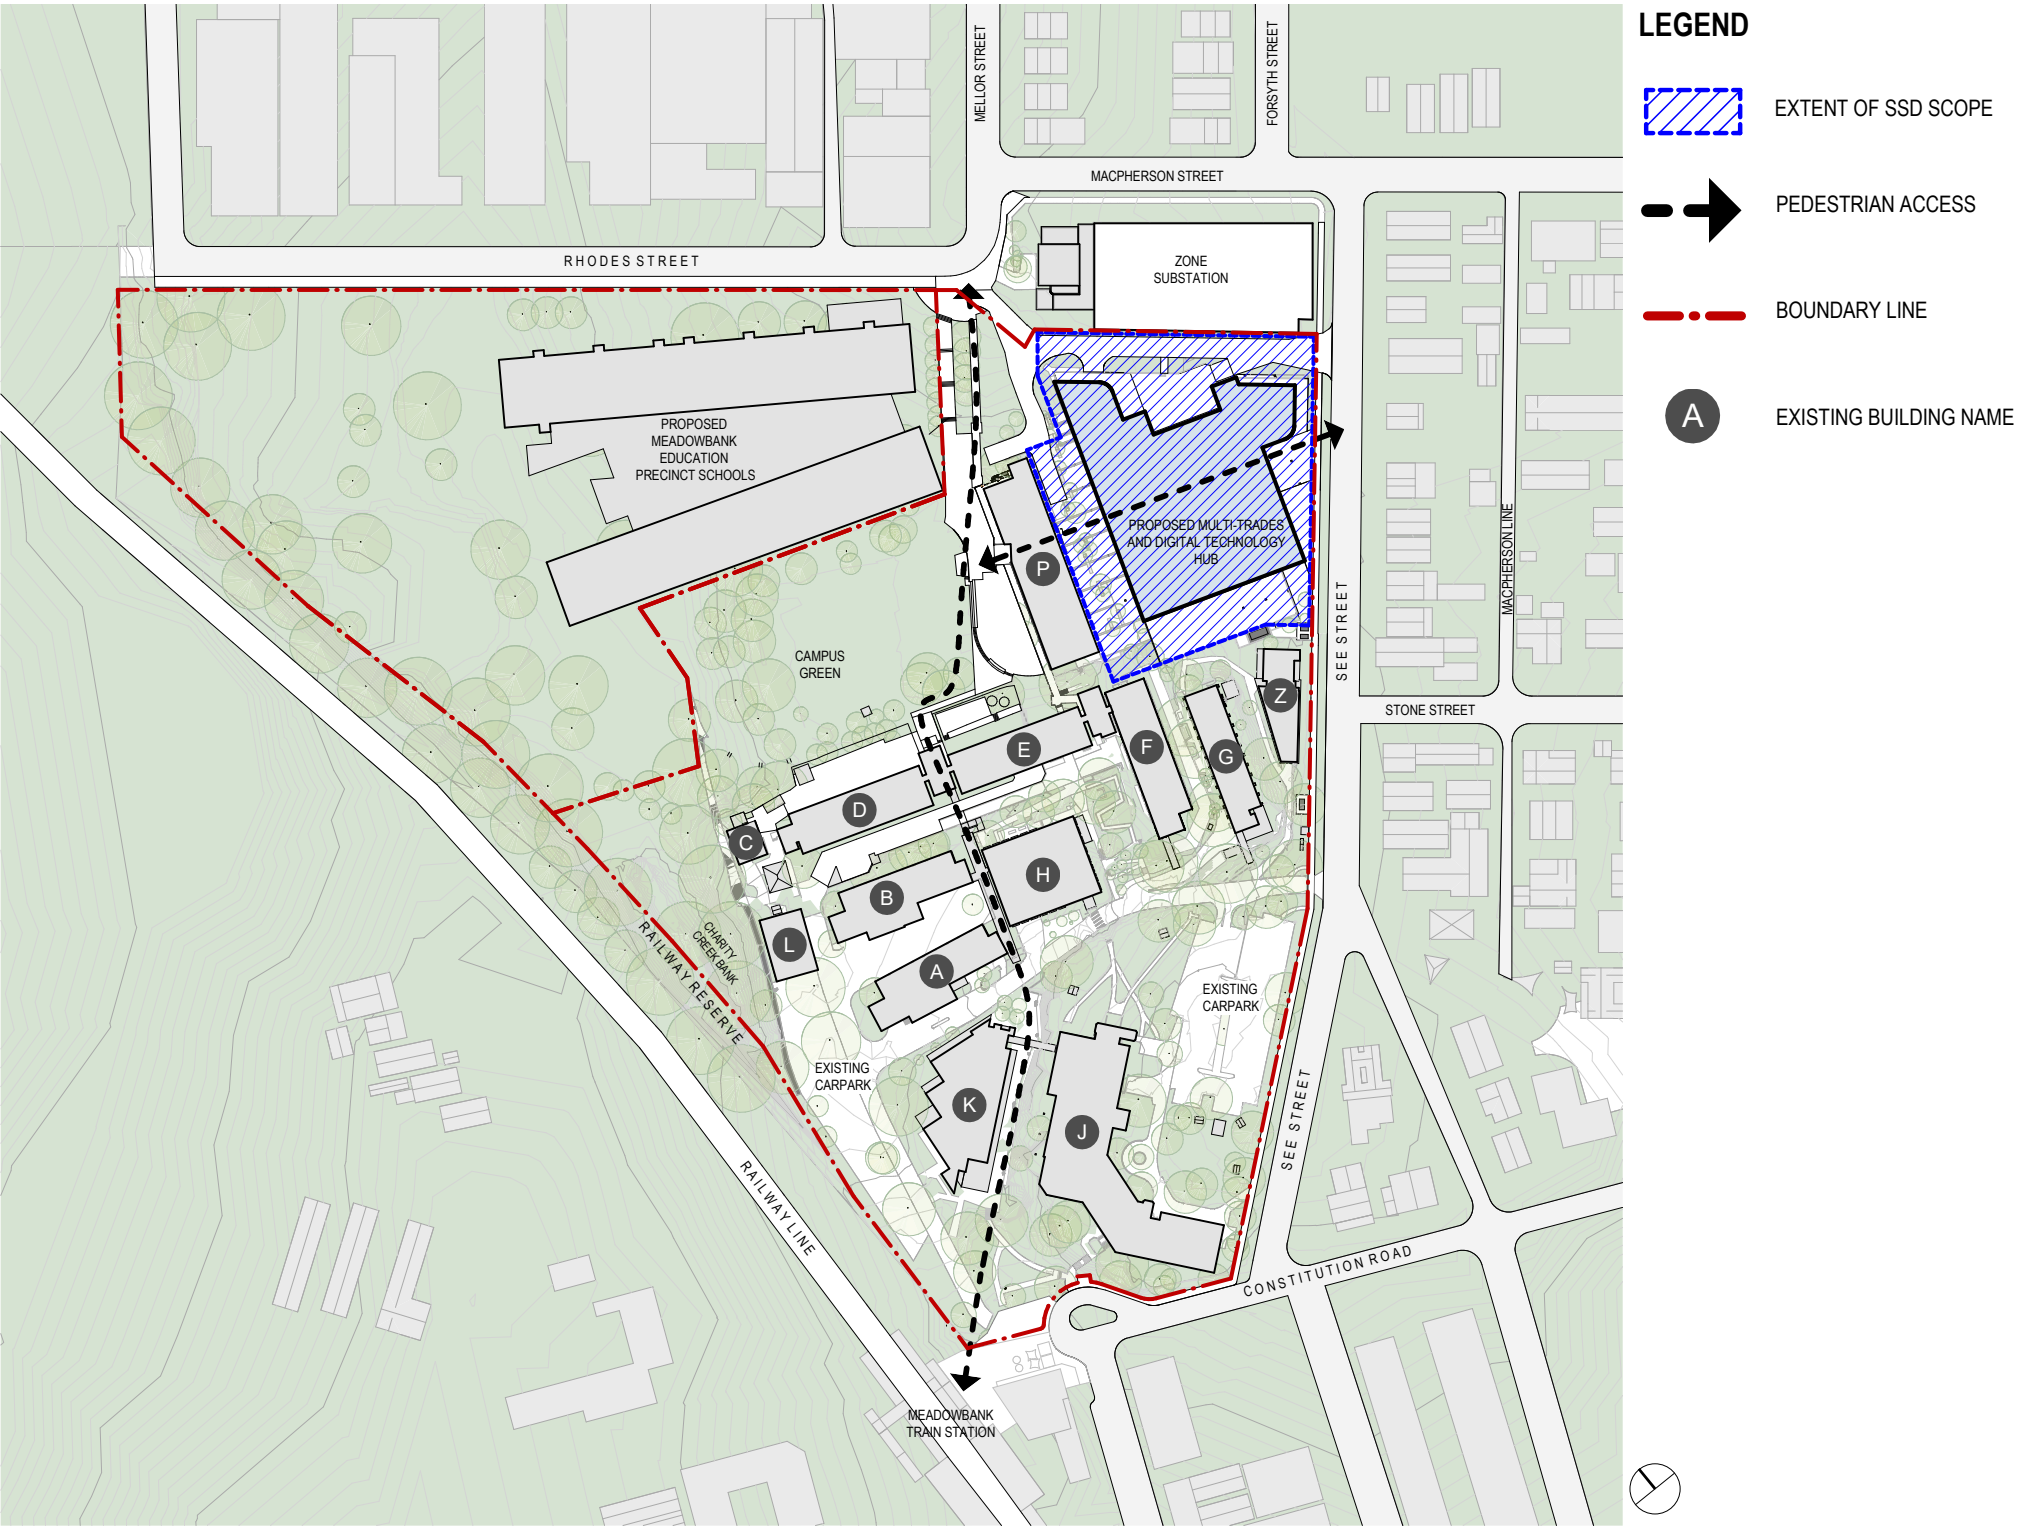 LEGEND
EXTENT OF SSD SCOPE
PEDESTRIAN ACCESS
BOUNDARY LINE
A
EXISTING BUILDING NAME
MELLOR STREET
FORSYTH STREET
MACPHERSON STREET
RHODES STREET
ZONE
SUBSTATION
PROPOSED
MEADOWBANK
EDUCATION
PRECINCT SCHOOLS
PROPOSED MULTI-TRADES
AND DIGITAL TECHNOLOGY
HUB
MACPHERSON LINE
P
SEE STREET
CAMPUS
GREEN
Z
STONE STREET
E
F
G
D
C
H
B
L
A
CHARITY
CREEK BANK
RAILWAY RESERVE
EXISTING
CARPARK
EXISTING
CARPARK
K
J
SEE STREET
RAILWAY LINE
CONSTITUTION ROAD
MEADOWBANK
TRAIN STATION